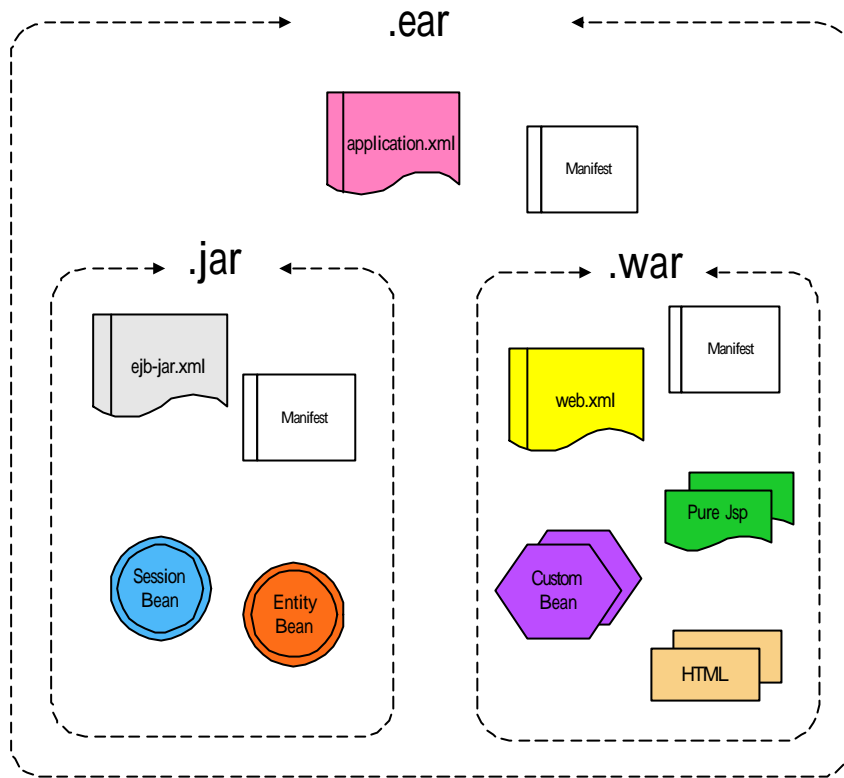 .ear
application.xml
Manifest
.jar
ejb-jar.xml
Manifest
Session
Bean
Entity
Bean
.war
Manifest
web.xml
Pure Jsp
Custom
Bean
HTML